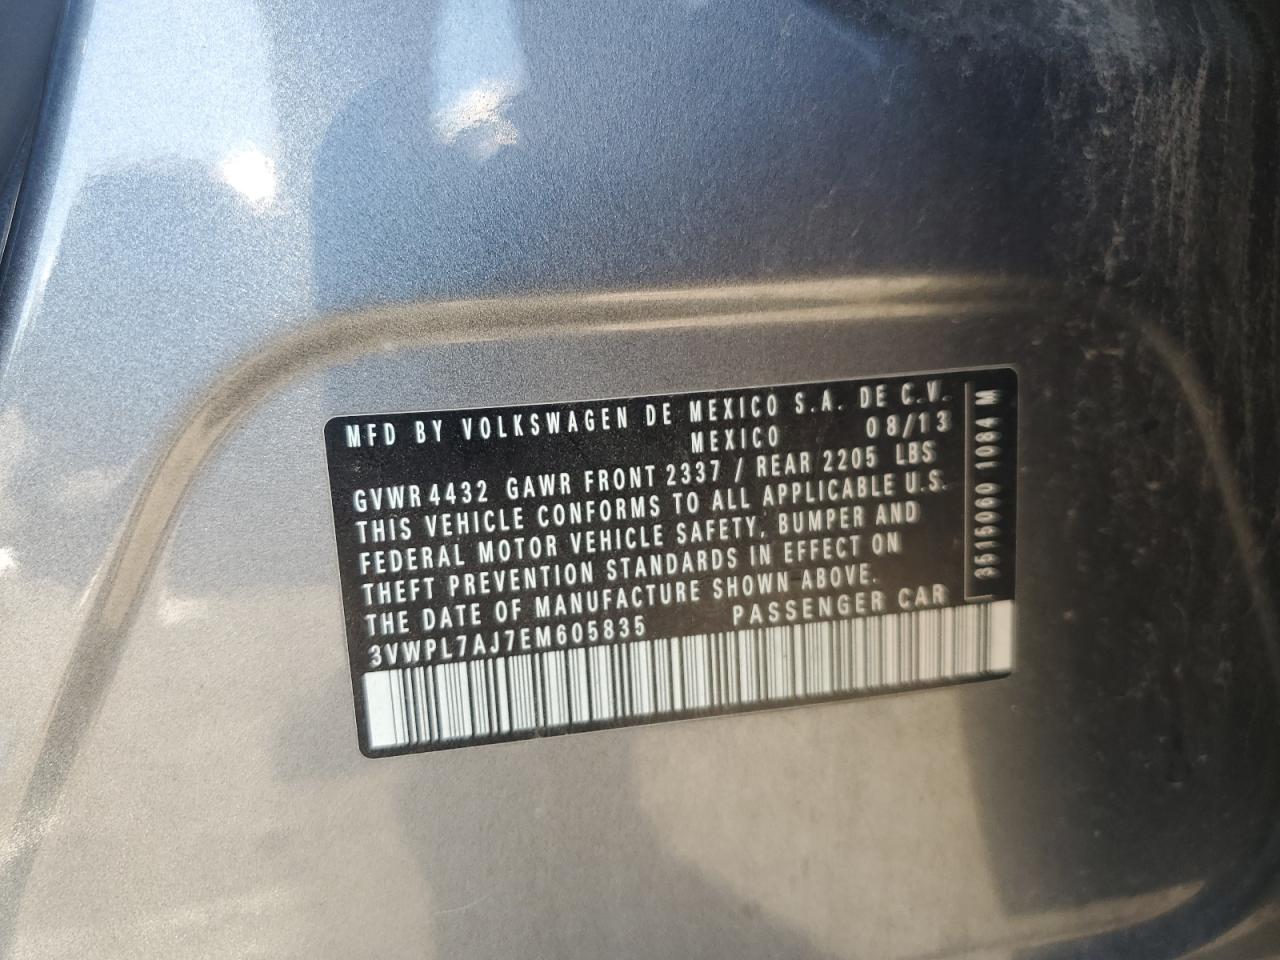 MFD BY VOLKSWAGEN DE MEXICO S.A. DE C.V.
MEXICO 08/13
GVWR 4432 GAWR FRONT 2337 / REAR 2205 LBS
THIS VEHICLE CONFORMS TO ALL APPLICABLE U.S.
FEDERAL MOTOR VEHICLE SAFETY, BUMPER AND
THEFT PREVENTION STANDARDS IN EFFECT ON
THE DATE OF MANUFACTURE SHOWN ABOVE.
3VWPL7AJ7EM605835 PASSENGER CAR
3515060 1084 M